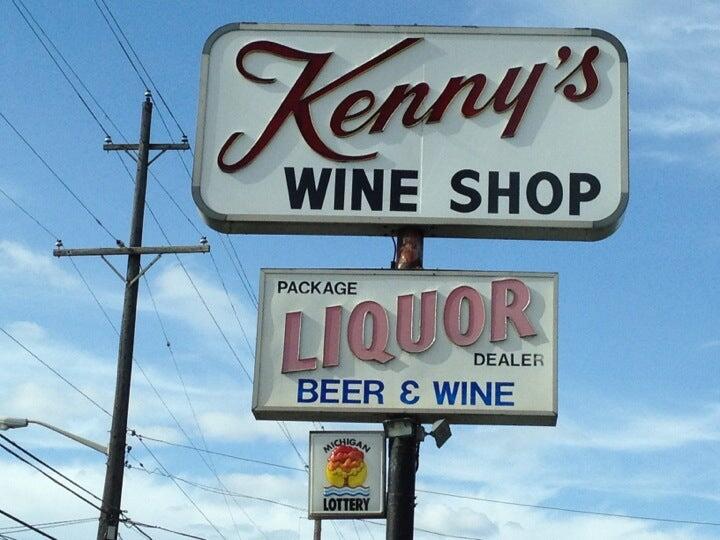 Kenny's
WINE SHOP
PACKAGE
LIQUOR
DEALER
BEER & WINE
MICHIGAN
LOTTERY